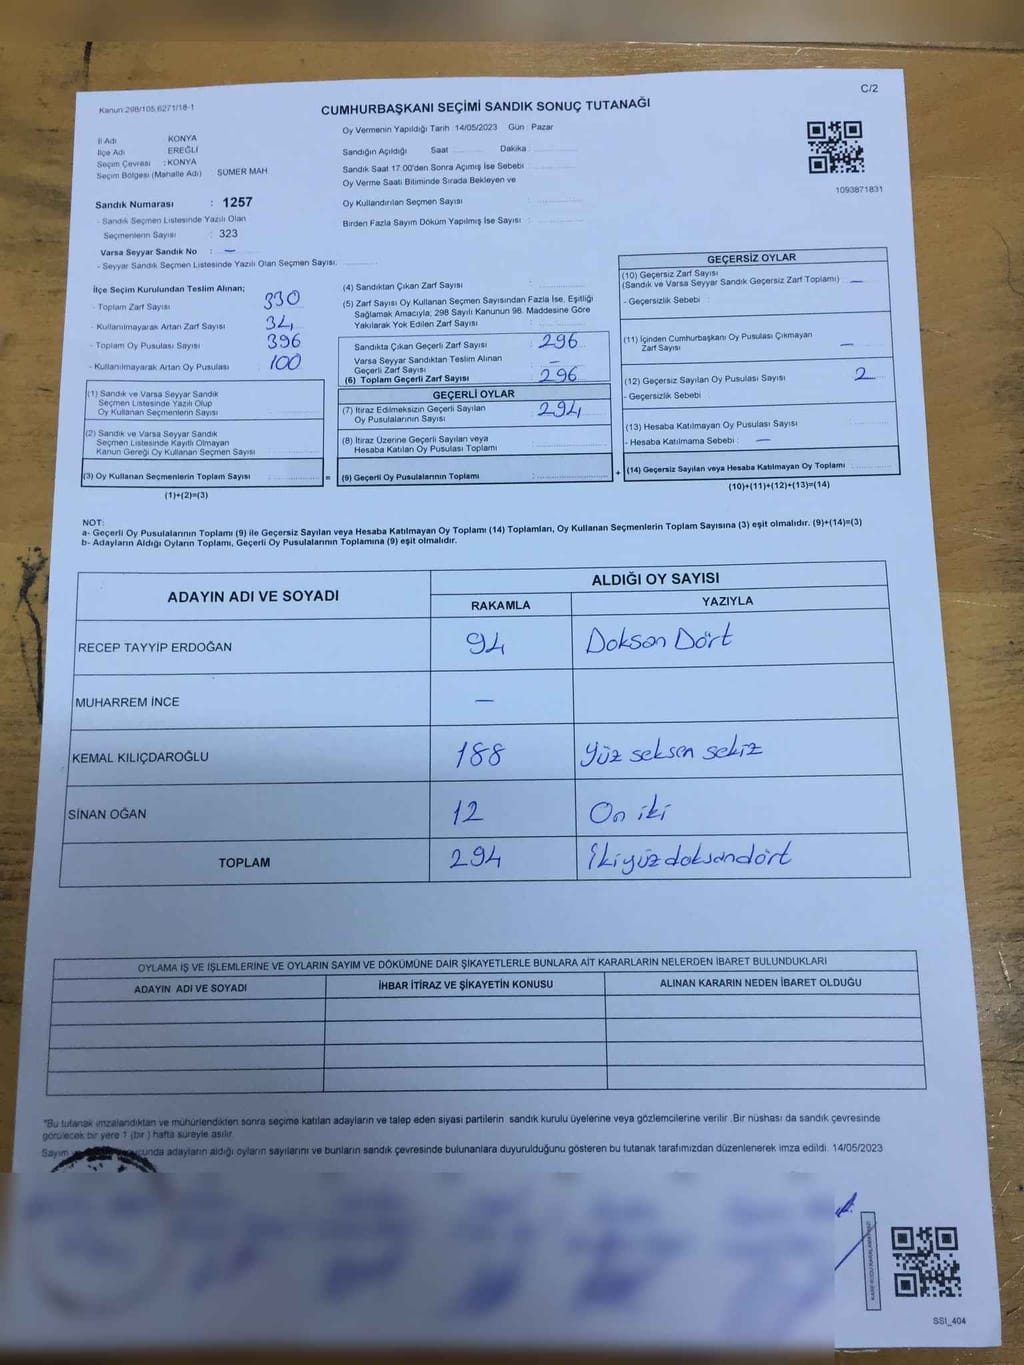 C/2
Kanun:298/105,6271/18-1
CUMHURBAŞKANI SEÇİMİ SANDIK SONUÇ TUTANAĞI
İl Adı KONYA
İlçe Adı EREĞLİ
Seçim Çevresi : KONYA
Seçim Bölgesi (Mahalle Adı) SÜMER MAH
Oy Vermenin Yapıldığı Tarih 14/05/2023 Gün : Pazar
Sandığın Açıldığı Saat Dakika :
Sandık Saat 17.00'den Sonra Açılmış İse Sebebi :
Oy Verme Saati Bitiminde Sırada Bekleyen ve
Oy Kullandırılan Seçmen Sayısı :
Birden Fazla Sayım Döküm Yapılmış İse Sayısı :
1093871831
Sandık Numarası : 1257
- Sandık Seçmen Listesinde Yazılı Olan
Seçmenlerin Sayısı : 323
Varsa Seyyar Sandık No : —
- Seyyar Sandık Seçmen Listesinde Yazılı Olan Seçmen Sayısı:
İlçe Seçim Kurulundan Teslim Alınan;
- Toplam Zarf Sayısı 330
- Kullanılmayarak Artan Zarf Sayısı 34
- Toplam Oy Pusulası Sayısı 396
- Kullanılmayarak Artan Oy Pusulası : 100
(1) Sandık ve Varsa Seyyar Sandık
Seçmen Listesinde Yazılı Olup
Oy Kullanan Seçmenlerin Sayısı :
(2) Sandık ve Varsa Seyyar Sandık
Seçmen Listesinde Kayıtlı Olmayan
Kanun Gereği Oy Kullanan Seçmen Sayısı :
(3) Oy Kullanan Seçmenlerin Toplam Sayısı :
(1)+(2)=(3)
=
(4) Sandıktan Çıkan Zarf Sayısı :
(5) Zarf Sayısı Oy Kullanan Seçmen Sayısından Fazla İse, Eşitliği
Sağlamak Amacıyla; 298 Sayılı Kanunun 98. Maddesine Göre
Yakılarak Yok Edilen Zarf Sayısı :
Sandıkta Çıkan Geçerli Zarf Sayısı : 296
Varsa Seyyar Sandıktan Teslim Alınan
Geçerli Zarf Sayısı : —
(6) Toplam Geçerli Zarf Sayısı : 296
GEÇERLİ OYLAR
(7) İtiraz Edilmeksizin Geçerli Sayılan
Oy Pusulalarının Sayısı : 294
(8) İtiraz Üzerine Geçerli Sayılan veya
Hesaba Katılan Oy Pusulası Toplamı :
(9) Geçerli Oy Pusulalarının Toplamı :
+
GEÇERSİZ OYLAR
(10) Geçersiz Zarf Sayısı
(Sandık ve Varsa Seyyar Sandık Geçersiz Zarf Toplamı) —
- Geçersizlik Sebebi :
(11) İçinden Cumhurbaşkanı Oy Pusulası Çıkmayan
Zarf Sayısı —
(12) Geçersiz Sayılan Oy Pusulası Sayısı 2
- Geçersizlik Sebebi :
(13) Hesaba Katılmayan Oy Pusulası Sayısı
- Hesaba Katılmama Sebebi : —
(14) Geçersiz Sayılan veya Hesaba Katılmayan Oy Toplamı :
(10)+(11)+(12)+(13)=(14)
NOT:
a- Geçerli Oy Pusulalarının Toplamı (9) ile Geçersiz Sayılan veya Hesaba Katılmayan Oy Toplamı (14) Toplamları, Oy Kullanan Seçmenlerin Toplam Sayısına (3) eşit olmalıdır. (9)+(14)=(3)
b- Adayların Aldığı Oyların Toplamı, Geçerli Oy Pusulalarının Toplamına (9) eşit olmalıdır.
ADAYIN ADI VE SOYADI
ALDIĞI OY SAYISI
RAKAMLA YAZIYLA
RECEP TAYYİP ERDOĞAN 94 Doksan Dört
MUHARREM İNCE —
KEMAL KILIÇDAROĞLU 188 Yüz seksen sekiz
SİNAN OĞAN 12 On iki
TOPLAM 294 İkiyüzdoksandört
OYLAMA İŞ VE İŞLEMLERİNE VE OYLARIN SAYIM VE DÖKÜMÜNE DAİR ŞİKAYETLERLE BUNLARA AİT KARARLARIN NELERDEN İBARET BULUNDUKLARI
ADAYIN ADI VE SOYADI İHBAR İTİRAZ VE ŞİKAYETİN KONUSU ALINAN KARARIN NEDEN İBARET OLDUĞU
*Bu tutanak imzalandıktan ve mühürlendikten sonra seçime katılan adayların ve talep eden siyasi partilerin sandık kurulu üyelerine veya gözlemcilerine verilir. Bir nüshası da sandık çevresinde
görülecek bir yere 1 (bir ) hafta süreyle asılır.
Sayım adayların aldığı oyların sayılarını ve bunların sandık çevresinde bulunanlara duyurulduğunu gösteren bu tutanak tarafımızdan düzenlenerek imza edildi. 14/05/2023
SSI_404